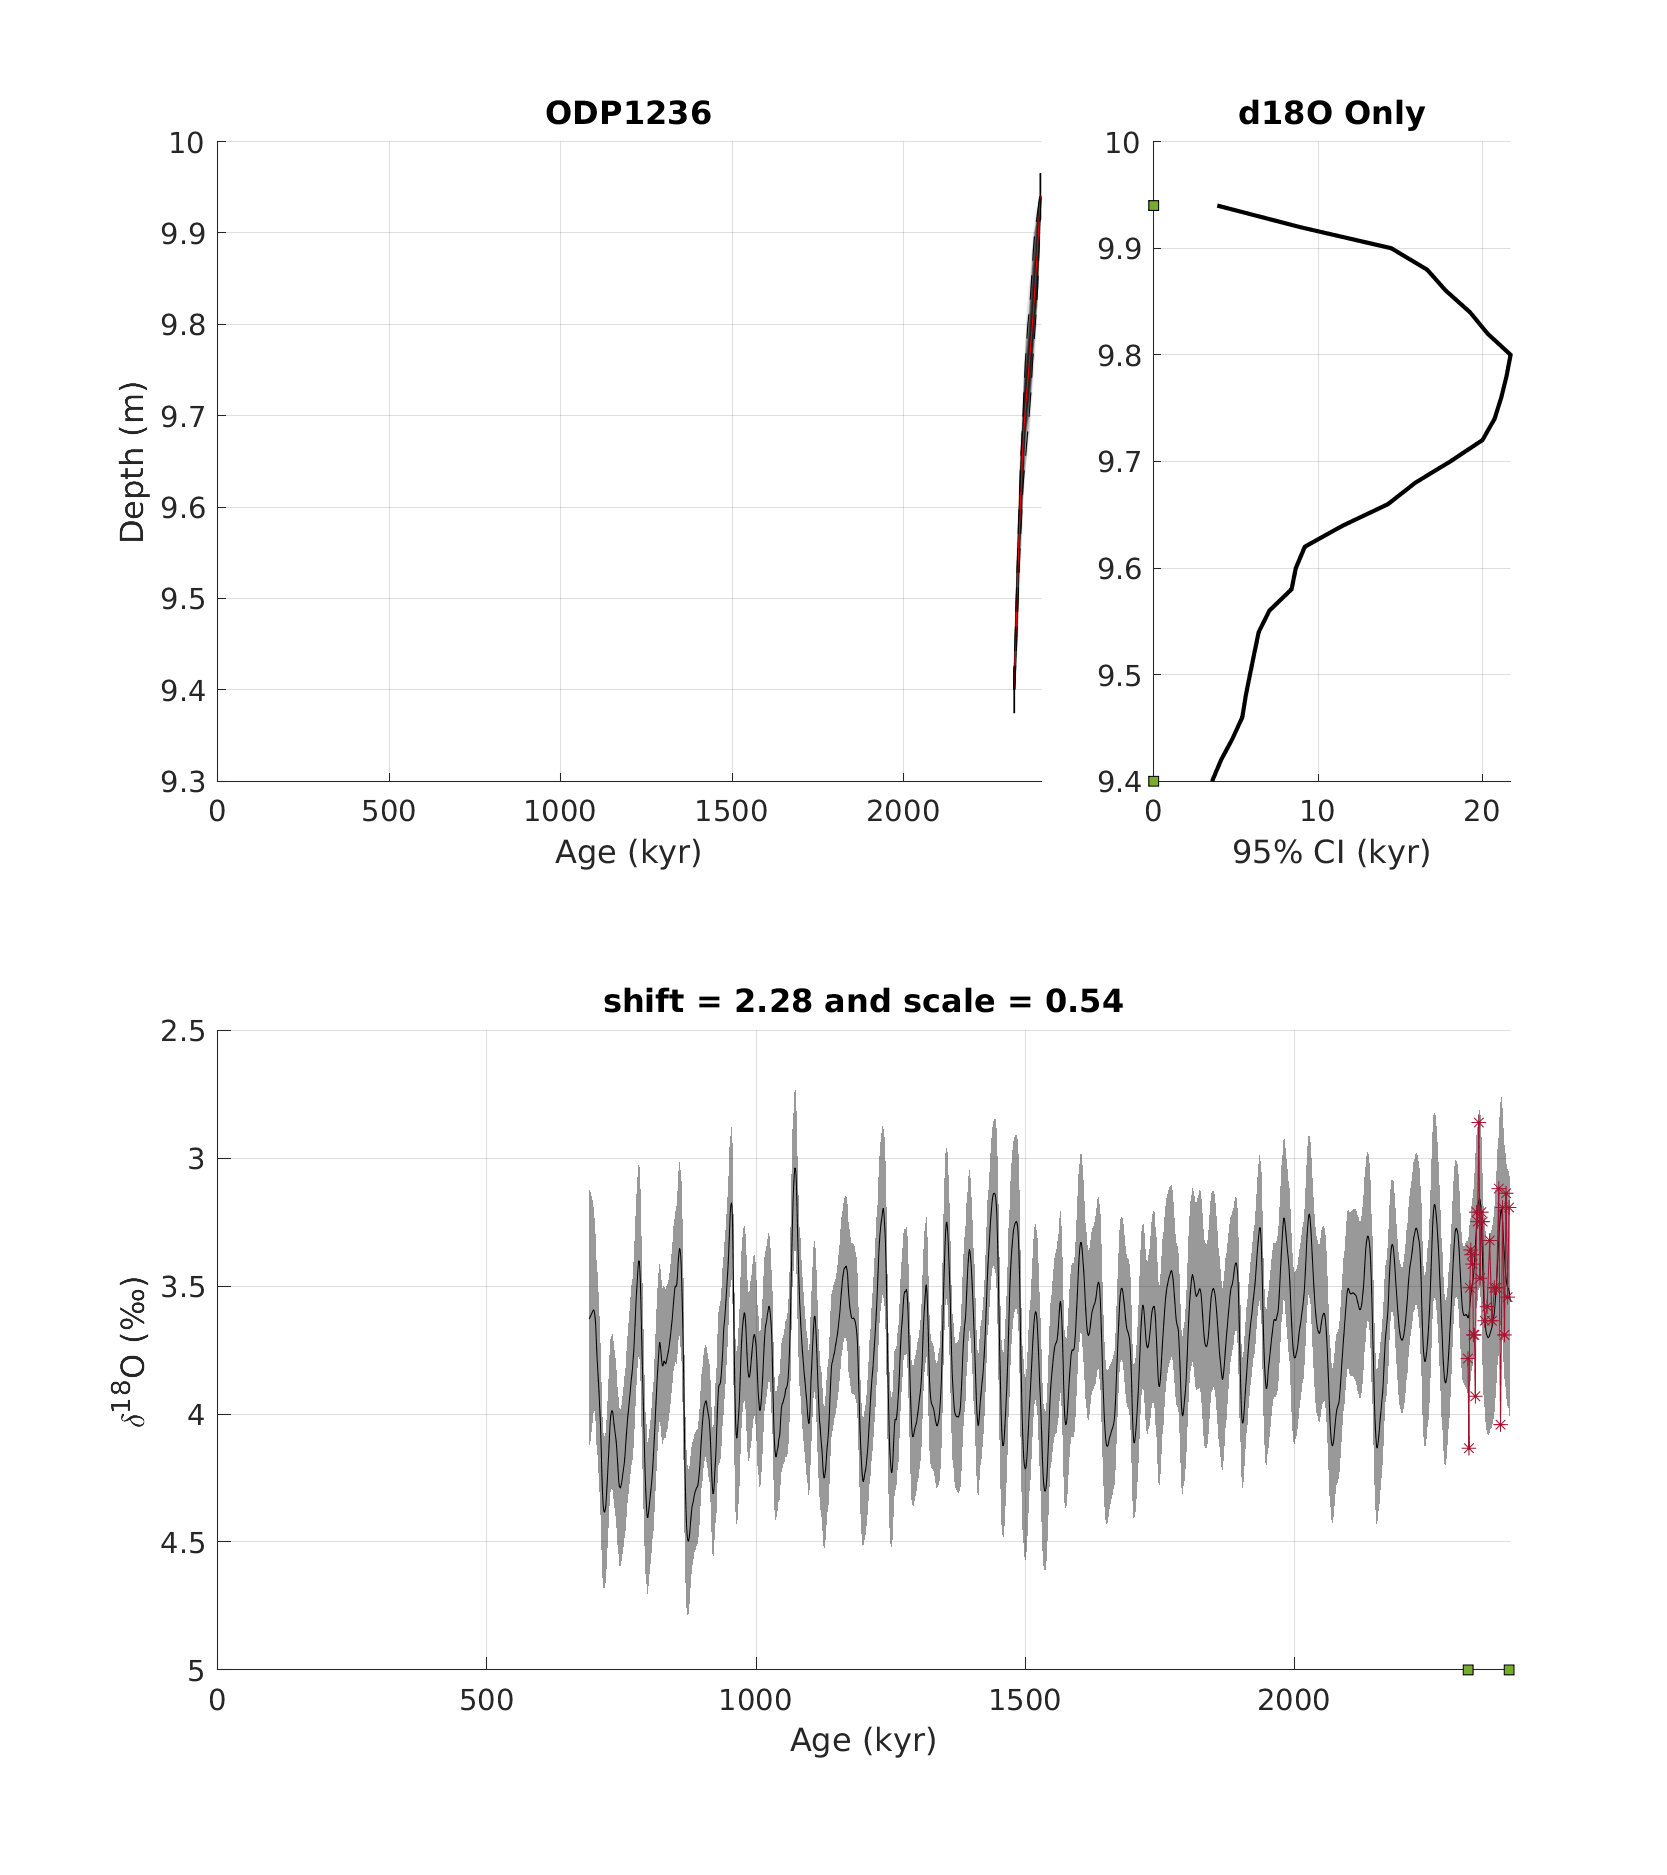 ODP1236
10
9.9
9.8
9.7
9.6
9.5
9.4
9.3
Depth (m)
0 500 1000 1500 2000
Age (kyr)
d18O Only
10
9.9
9.8
9.7
9.6
9.5
9.4
0 10 20
95% CI (kyr)
shift = 2.28 and scale = 0.54
2.5
3
3.5
4
4.5
5
δ¹⁸O (‰)
0 500 1000 1500 2000
Age (kyr)